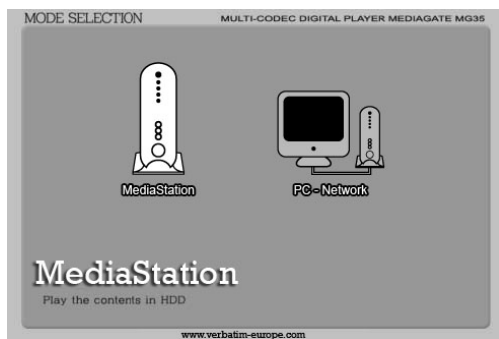 MODE SELECTION
MULTI-CODEC DIGITAL PLAYER MEDIAGATE MG35
MediaStation
PC - Network
MediaStation
Play the contents in HDD
www.verbatim-europe.com